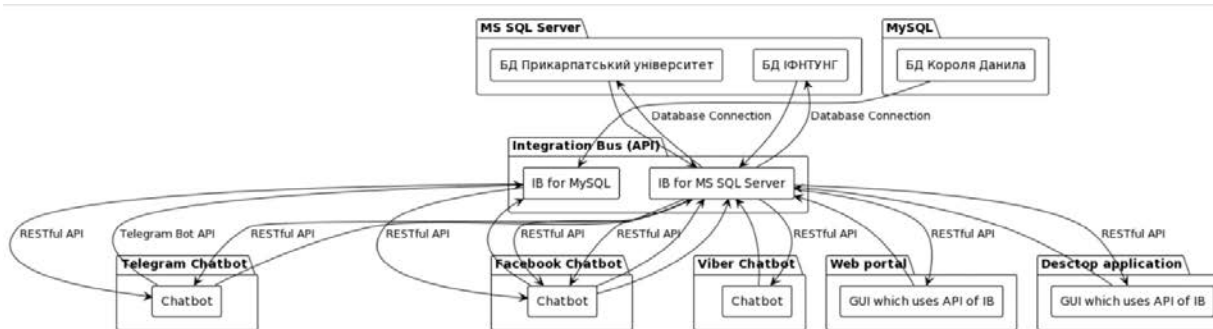 MS SQL Server
MySQL
БД Прикарпатський університет
БД ІФНТУНГ
БД Короля Данила
Database Connection
Database Connection
Integration Bus (API)
IB for MySQL
IB for MS SQL Server
RESTful API
Telegram Bot API
RESTful API
RESTful API
RESTful API
RESTful API
RESTful API
RESTful API
Telegram Chatbot
Facebook Chatbot
Viber Chatbot
Web portal
Desctop application
Chatbot
Chatbot
Chatbot
GUI which uses API of IB
GUI which uses API of IB